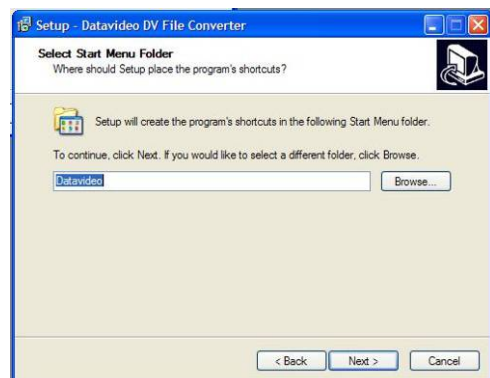 Setup - Datavideo DV File Converter
Select Start Menu Folder
Where should Setup place the program's shortcuts?
Setup will create the program's shortcuts in the following Start Menu folder.
To continue, click Next. If you would like to select a different folder, click Browse.
Datavideo
Browse...
< Back
Next >
Cancel